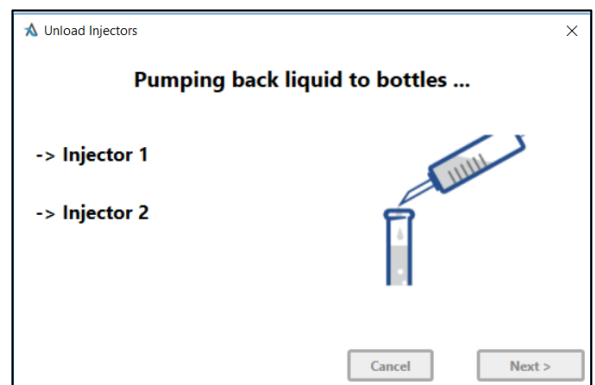 Unload Injectors
Pumping back liquid to bottles ...
-> Injector 1
-> Injector 2
Cancel
Next >